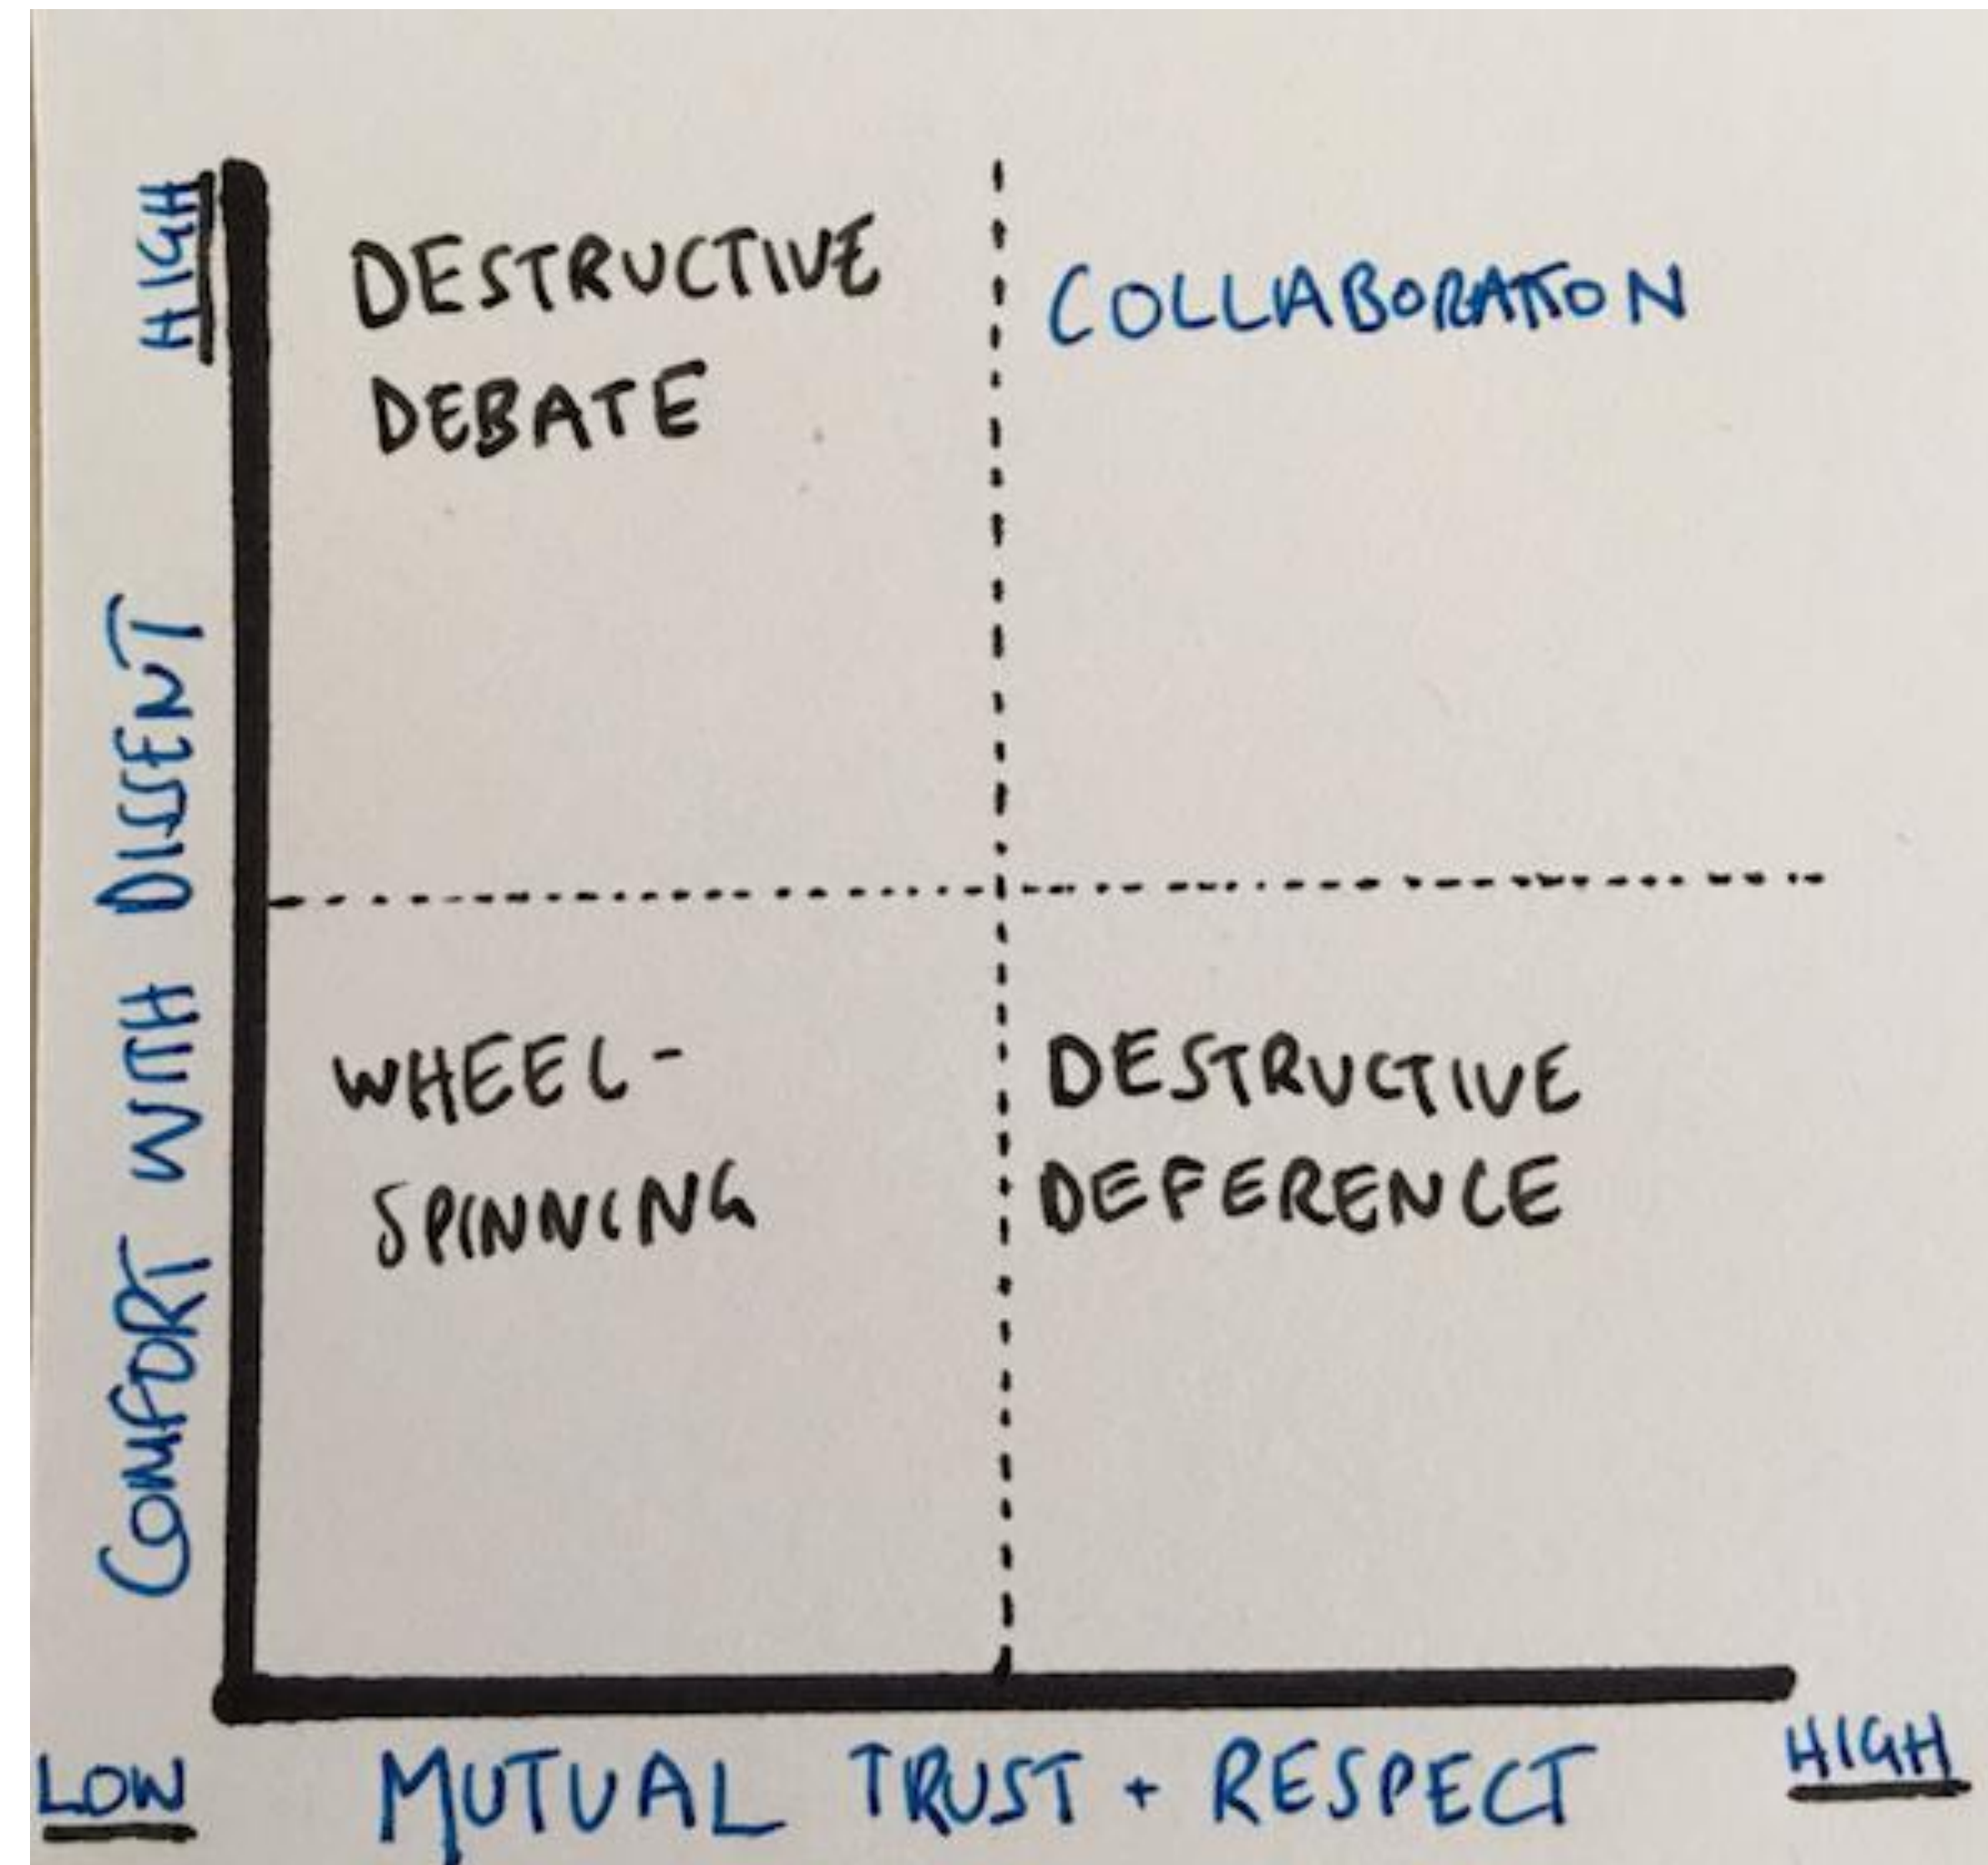 HIGH
DESTRUCTIVE
DEBATE
COLLABORATION
COMFORT WITH DISSENT
WHEEL-
SPINNING
DESTRUCTIVE
DEFERENCE
LOW
MUTUAL TRUST + RESPECT
HIGH